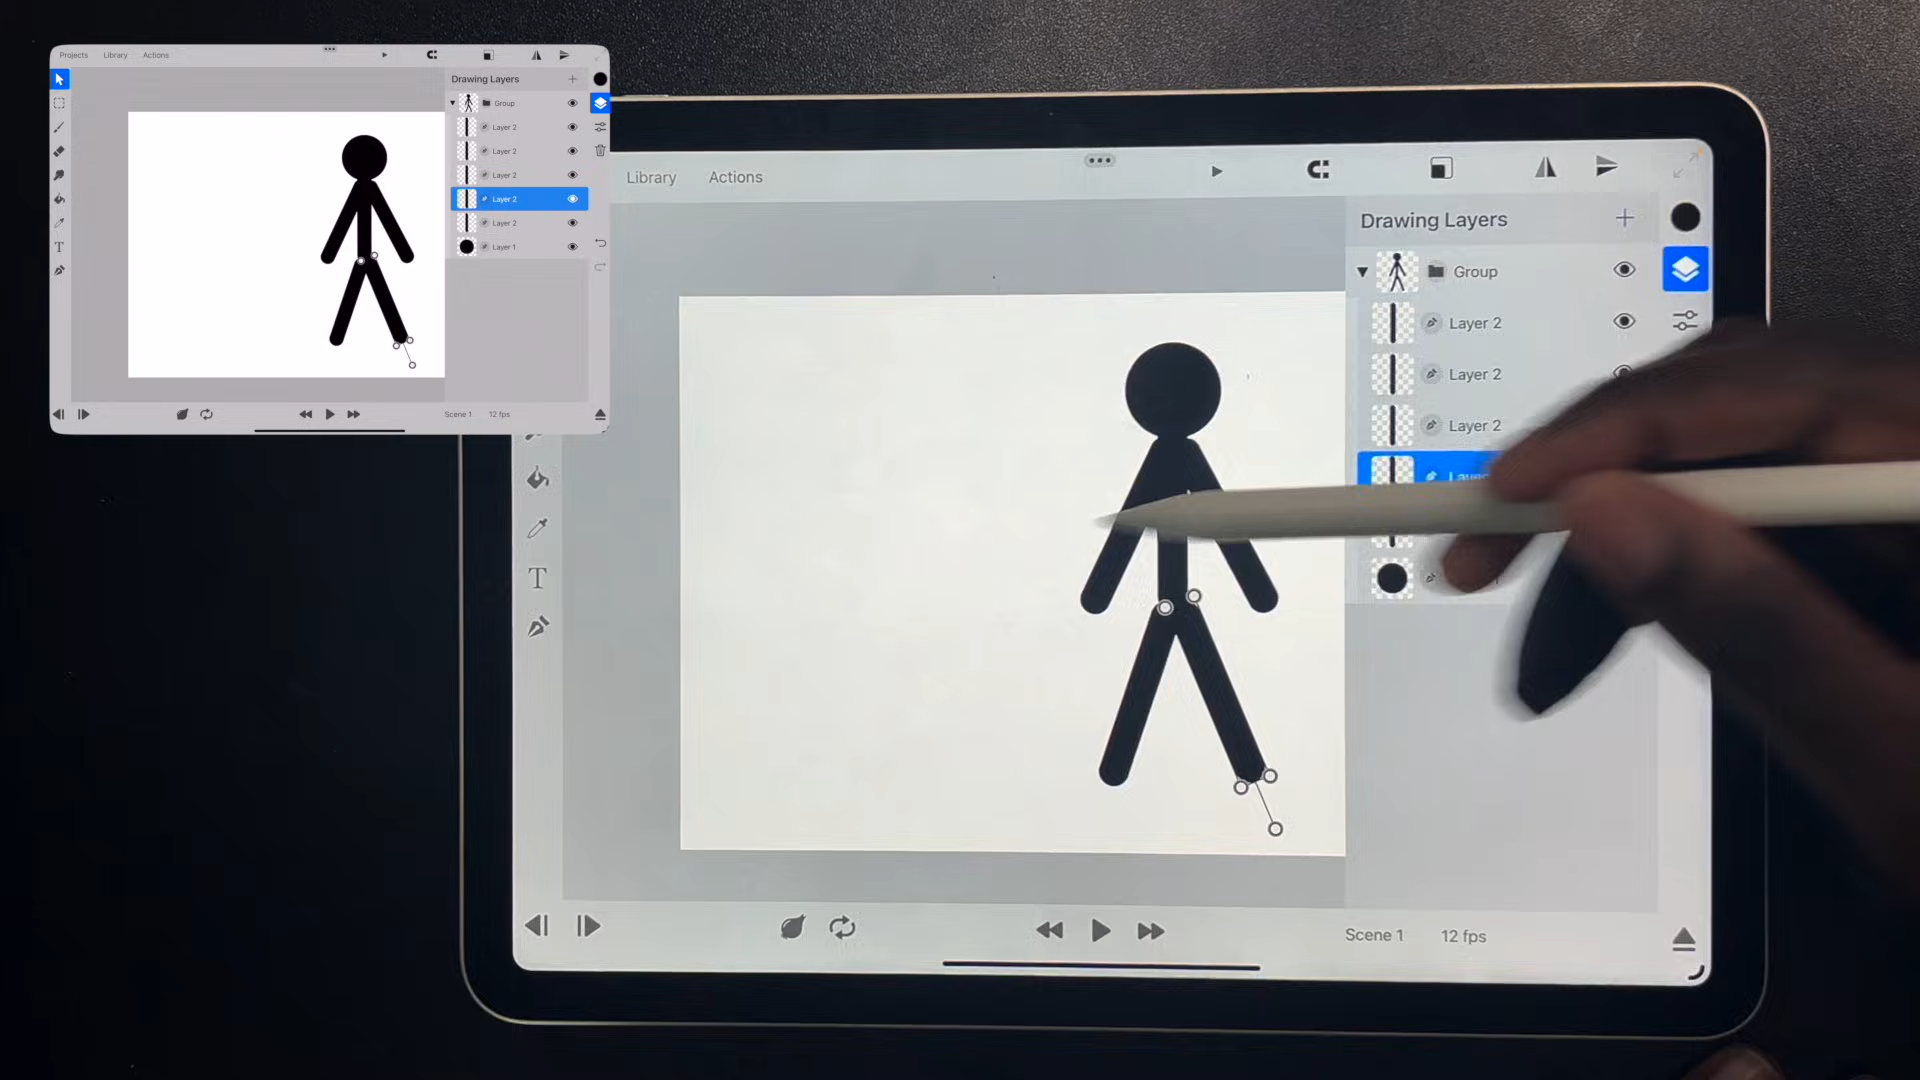 Projects Library Actions
Drawing Layers
Group
Layer 2
Layer 2
Layer 2
Layer 2
Layer 2
Layer 1
T
Scene 1 12 fps
Library Actions
Drawing Layers
Group
Layer 2
Layer 2
Layer 2
T
Scene 1 12 fps